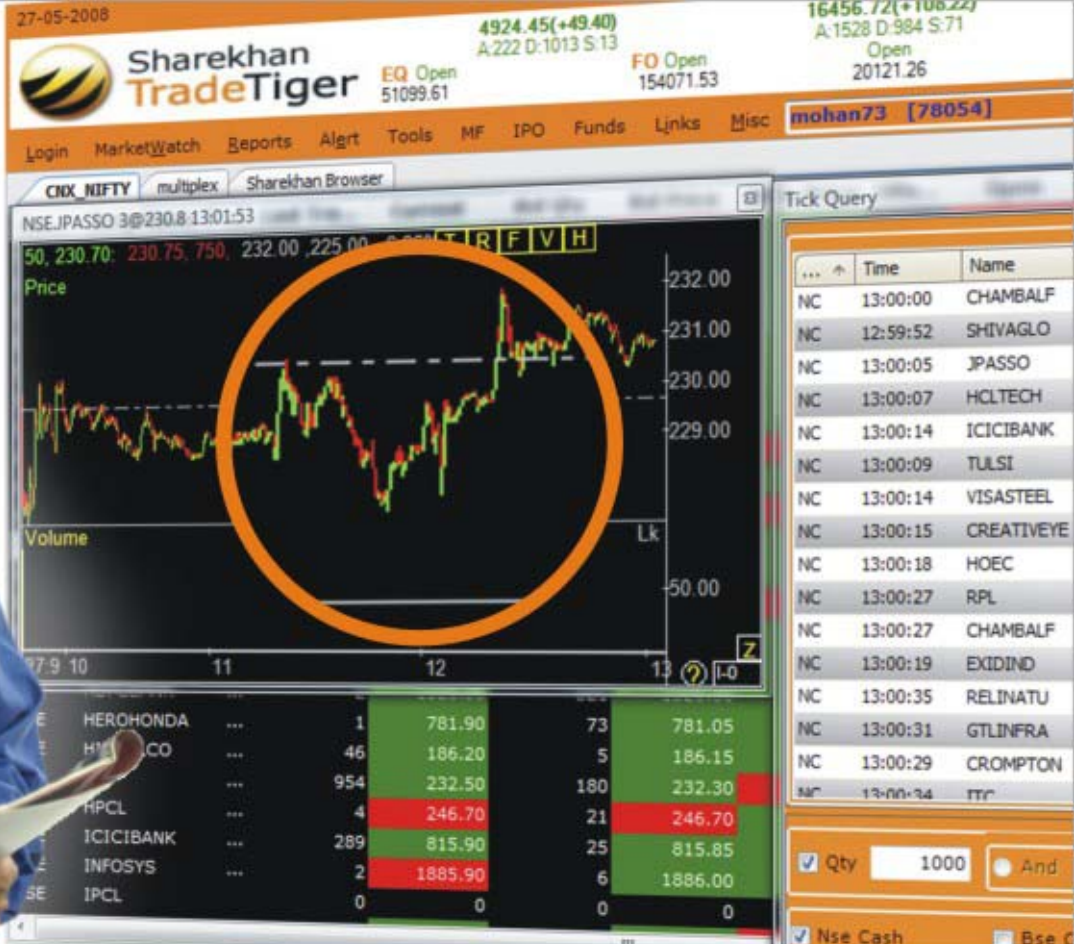 27-05-2008
4924.45(+49.40)
A:222 D:1013 S:13
16456.72(+108.22)
A:1528 D:984 S:71
Sharekhan
TradeTiger
EQ Open
51099.61
FO Open
154071.53
Open
20121.26
Login MarketWatch Reports Alert Tools MF IPO Funds Links Misc mohan73 [78054]
CNX_NIFTY multiplex Sharekhan Browser
NSE.JPASSO 3@230.8 13:01:53
50, 230.70: 230.75, 750, 232.00 ,225.00 T R F V H
Price
232.00
231.00
230.00
229.00
Volume
Lk
50.00
27:9 10 11 12 13
Z
? I-0
HEROHONDA ... 1 781.90 73 781.05
... 46 186.20 5 186.15
... 954 232.50 180 232.30
HPCL ... 4 246.70 21 246.70
ICICIBANK ... 289 815.90 25 815.85
INFOSYS ... 2 1885.90 6 1886.00
SE IPCL 0 0 0 0
Tick Query
... Time Name
NC 13:00:00 CHAMBALF
NC 12:59:52 SHIVAGLO
NC 13:00:05 JPASSO
NC 13:00:07 HCLTECH
NC 13:00:14 ICICIBANK
NC 13:00:09 TULSI
NC 13:00:14 VISASTEEL
NC 13:00:15 CREATIVEYE
NC 13:00:18 HOEC
NC 13:00:27 RPL
NC 13:00:27 CHAMBALF
NC 13:00:19 EXIDIND
NC 13:00:35 RELINATU
NC 13:00:31 GTLINFRA
NC 13:00:29 CROMPTON
NC 13:00:34 ITC
Qty 1000 And
Nse Cash Bse